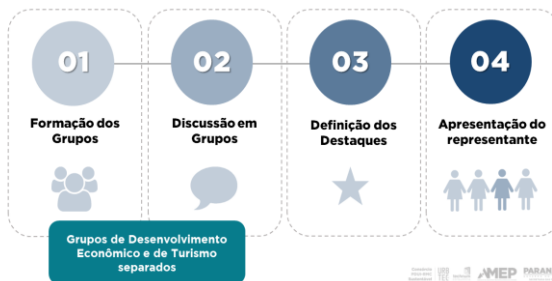 01
Formação dos
Grupos
02
Discussão em
Grupos
03
Definição dos
Destaques
04
Apresentação do
representante
Grupos de Desenvolvimento
Econômico e de Turismo
separados
AMEP
PARAN